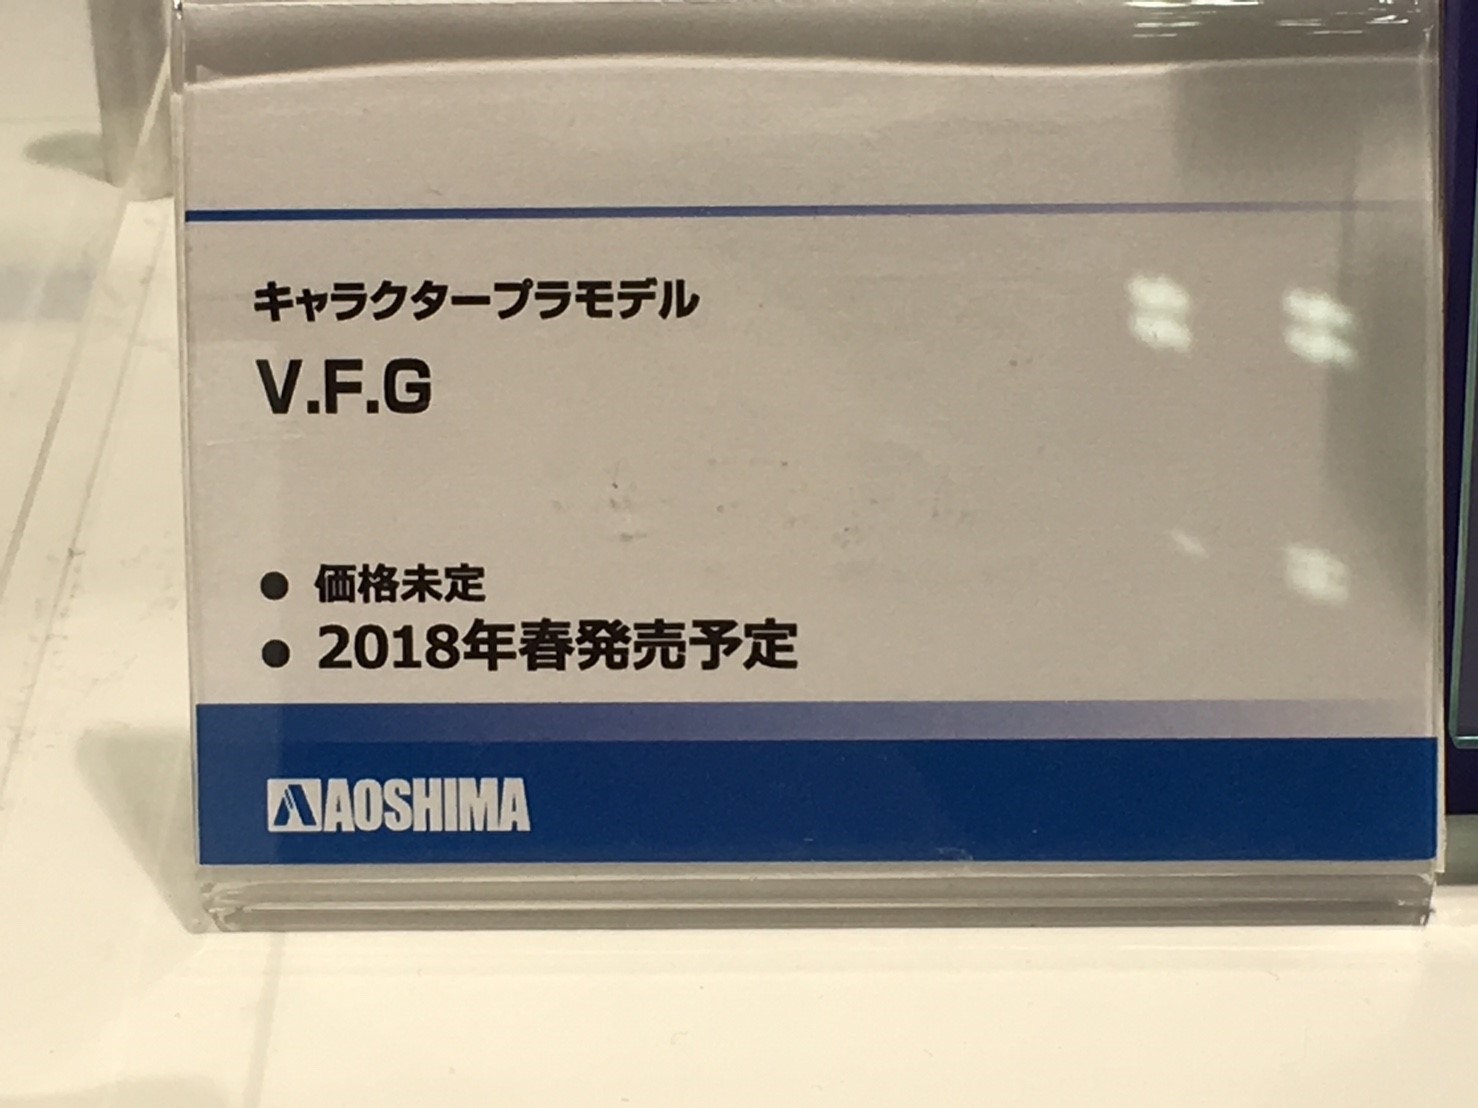 キャラクタープラモデル
V.F.G
● 価格未定
● 2018年春発売予定
AOSHIMA